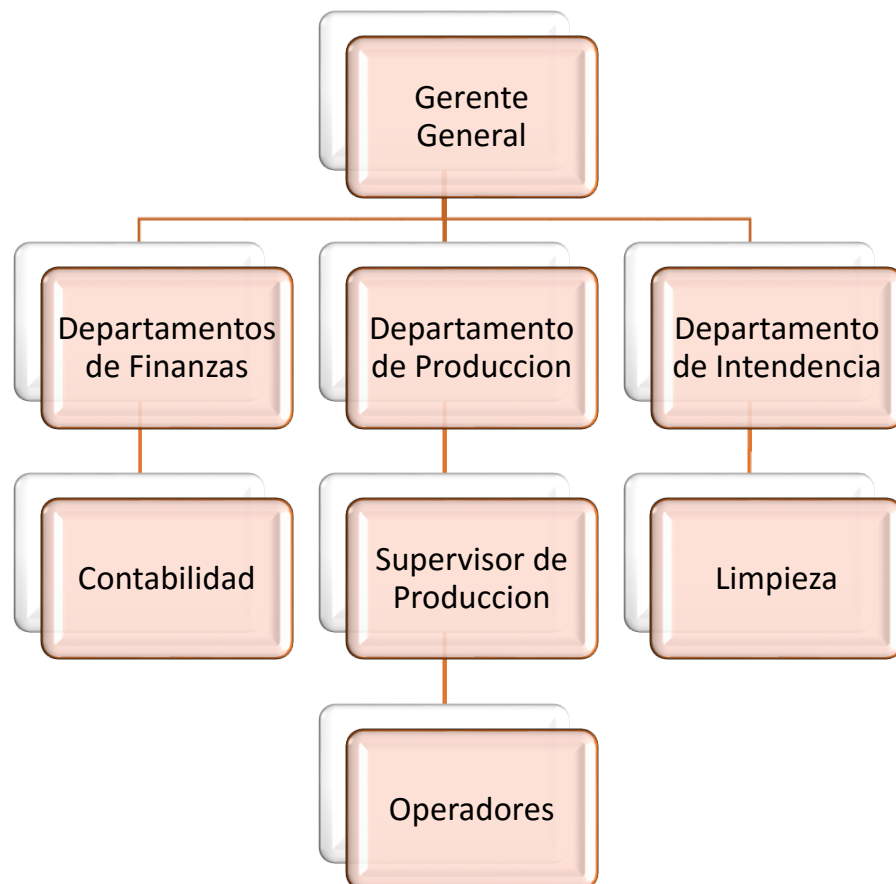 Gerente
General
Departamentos
de Finanzas
Departamento
de Produccion
Departamento
de Intendencia
Contabilidad
Supervisor de
Produccion
Limpieza
Operadores